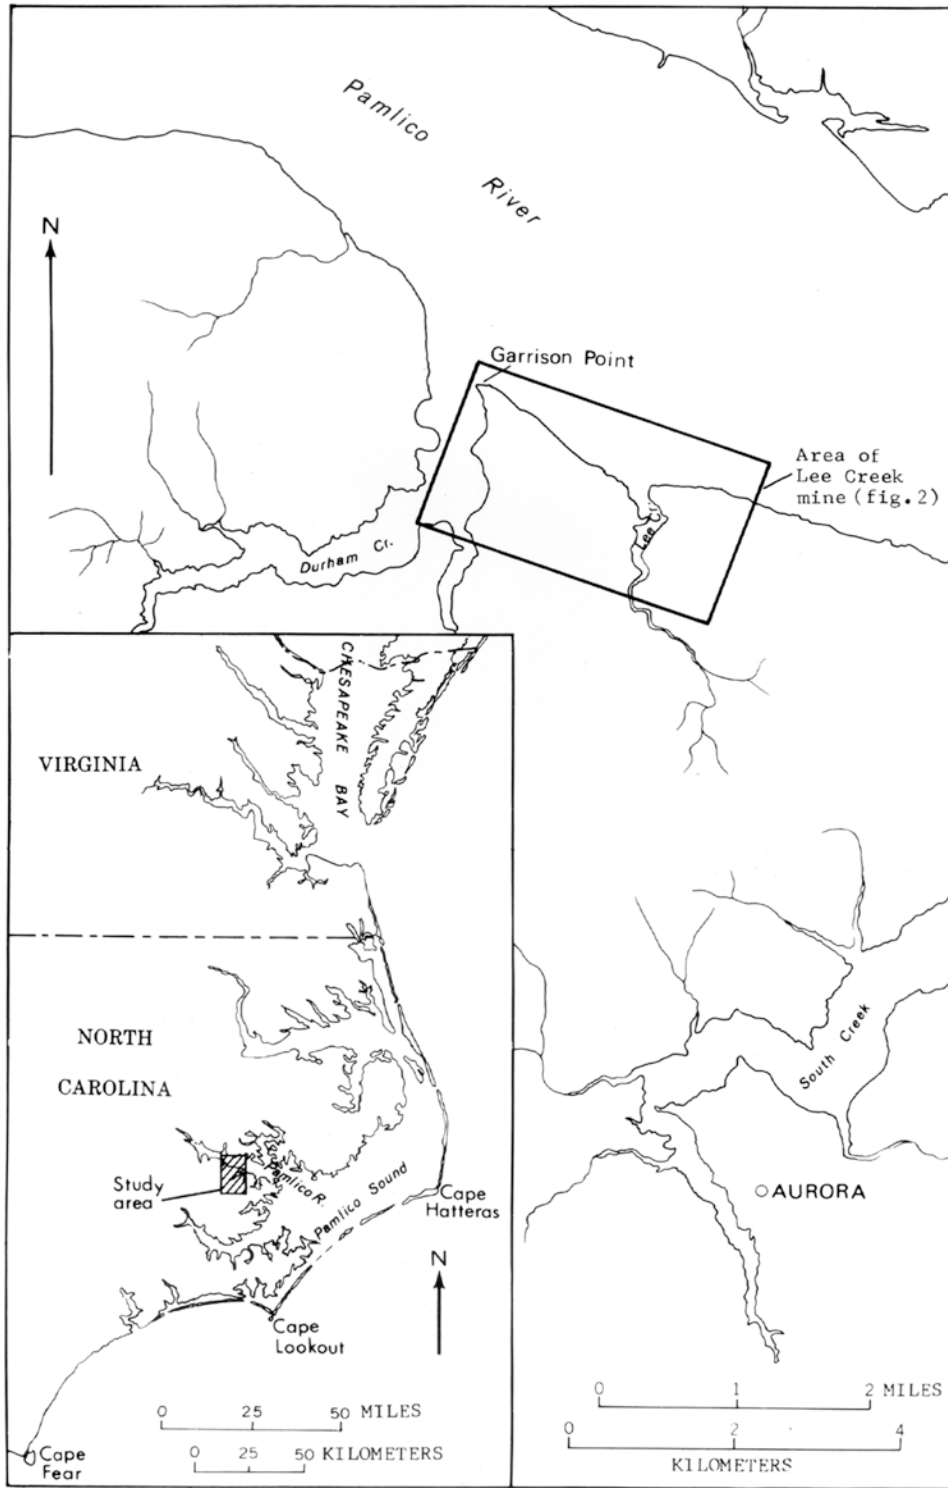 Pamlico
River
N
Garrison Point
Area of
Lee Creek
mine (fig.2)
Lee Cr.
Durham Cr.
CHESAPEAKE BAY
VIRGINIA
NORTH
CAROLINA
Study
area
Pamlico R.
Pamlico Sound
Cape
Hatteras
N
Cape
Lookout
0 25 50 MILES
0 25 50 KILOMETERS
Cape
Fear
South Creek
AURORA
0 1 2 MILES
0 2 4
KILOMETERS